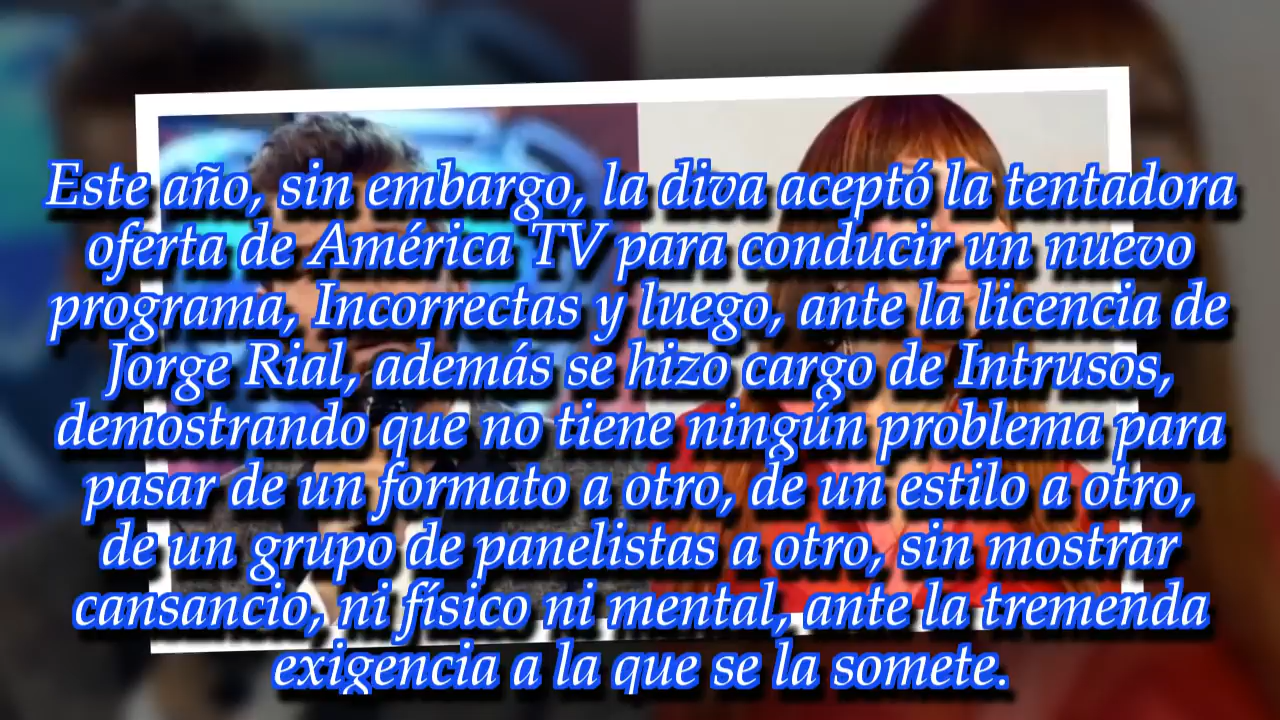 Este año, sin embargo, la diva aceptó la tentadora
oferta de América TV para conducir un nuevo
programa, Incorrectas y luego, ante la licencia de
Jorge Rial, además se hizo cargo de Intrusos,
demostrando que no tiene ningún problema para
pasar de un formato a otro, de un estilo a otro,
de un grupo de panelistas a otro, sin mostrar
cansancio, ni físico ni mental, ante la tremenda
exigencia a la que se la somete.